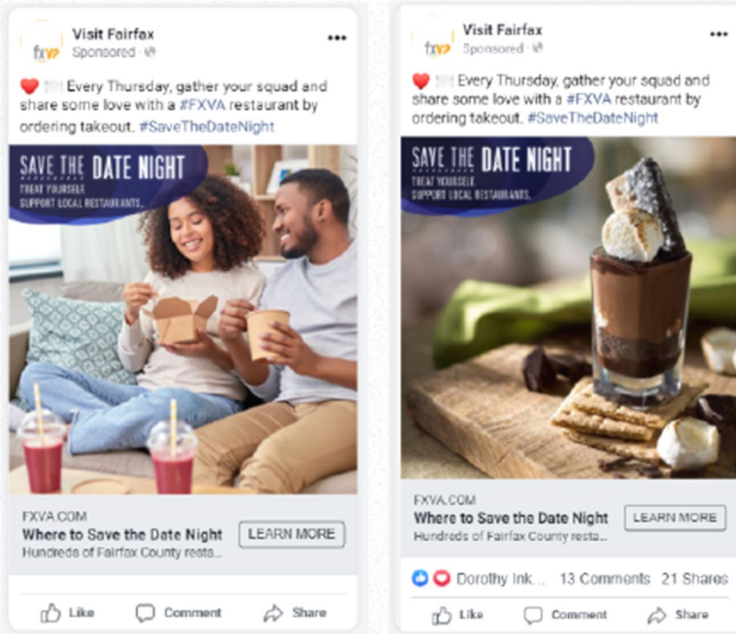 Visit Fairfax
fxva
Sponsored
Every Thursday, gather your squad and
share some love with a #FXVA restaurant by
ordering takeout. #SaveTheDateNight
SAVE THE DATE NIGHT
TREAT YOURSELF
SUPPORT LOCAL RESTAURANTS.
FXVA.COM
Where to Save the Date Night
LEARN MORE
Hundreds of Fairfax County resta...
Like
Comment
Share
Visit Fairfax
fxva
Sponsored
Every Thursday, gather your squad and
share some love with a #FXVA restaurant by
ordering takeout. #SaveTheDateNight
SAVE THE DATE NIGHT
TREAT YOURSELF
SUPPORT LOCAL RESTAURANTS.
FXVA.COM
Where to Save the Date Night
LEARN MORE
Hundreds of Fairfax County resta...
Dorothy Ink... 13 Comments 21 Shares
Like
Comment
Share